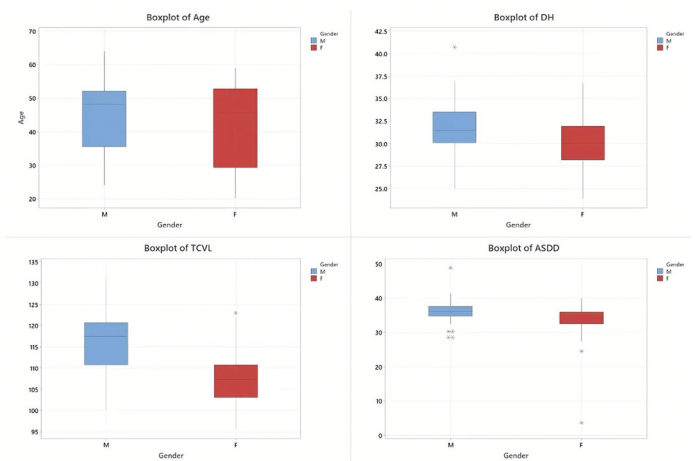 Boxplot of Age
Gender
M
F
70
60
50
40
30
20
Age
M F
Gender
Boxplot of DH
Gender
M
F
42.5
40.0
37.5
35.0
32.5
30.0
27.5
25.0
M F
Gender
Boxplot of TCVL
Gender
M
F
135
130
125
120
115
110
105
100
95
M F
Gender
Boxplot of ASDD
Gender
M
F
50
40
30
20
10
0
M F
Gender